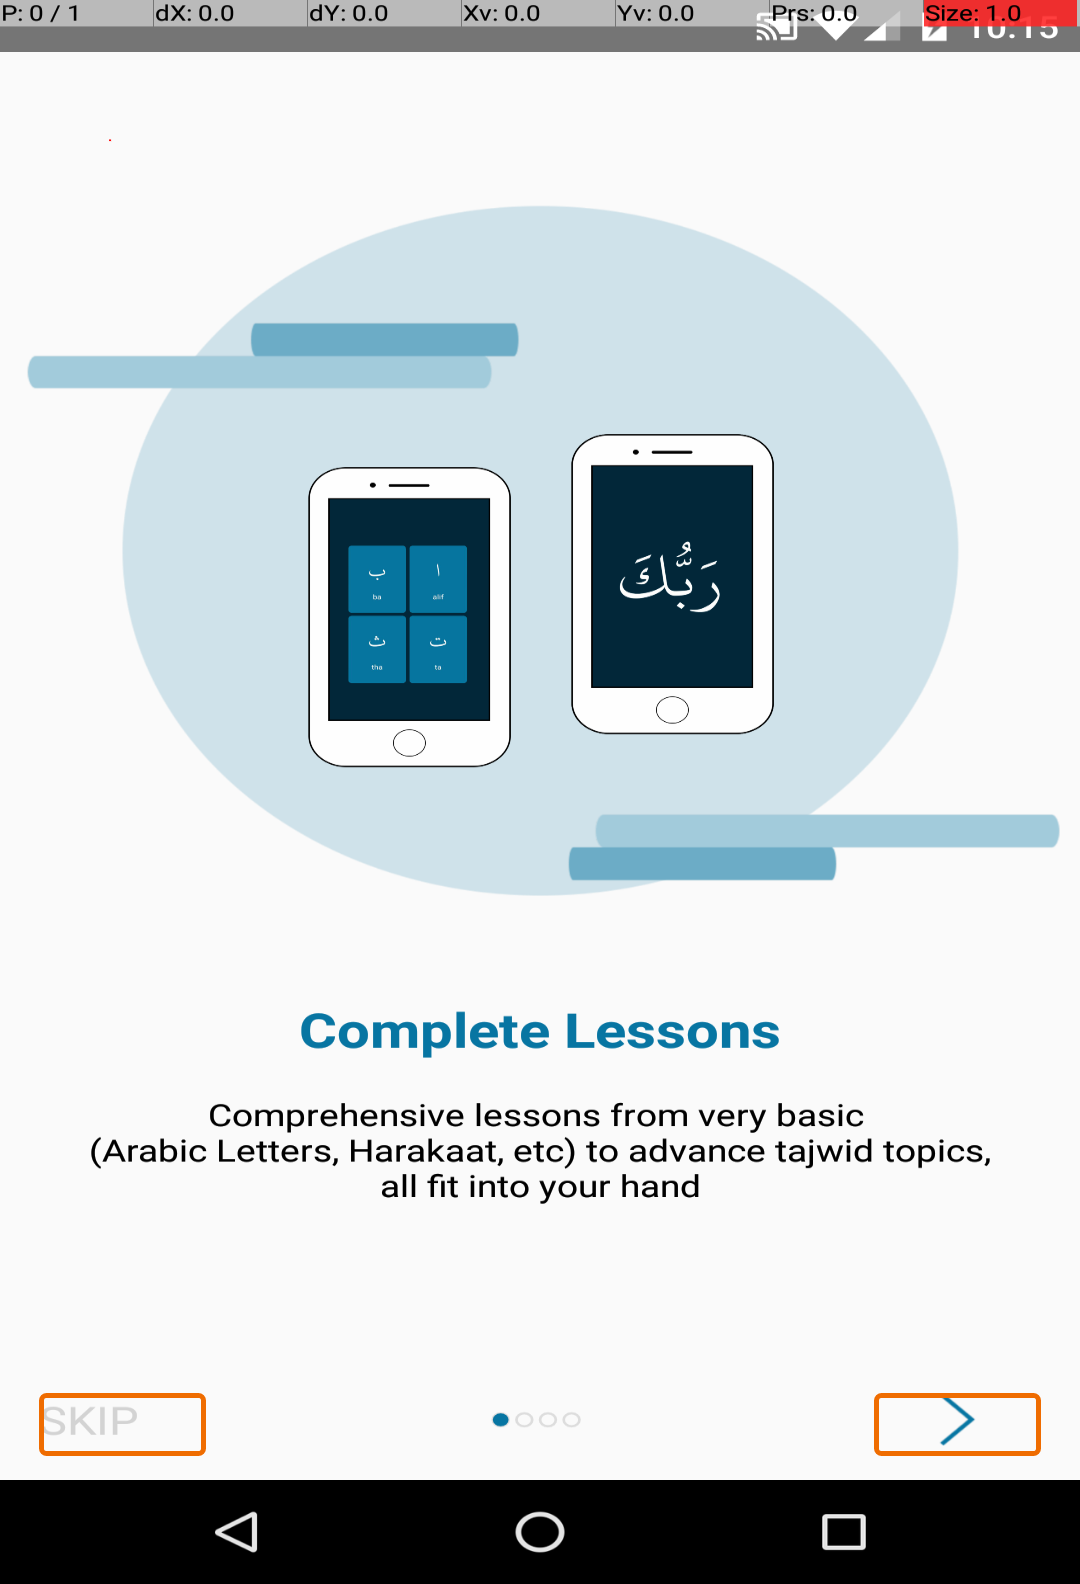 P: 0 / 1 dX: 0.0 dY: 0.0 Xv: 0.0 Yv: 0.0 Prs: 0.0 Size: 1.0
10:15
رَبُّكَ
ب ا
ba alif
ث ت
tha ta
Complete Lessons
Comprehensive lessons from very basic
(Arabic Letters, Harakaat, etc) to advance tajwid topics,
all fit into your hand
SKIP